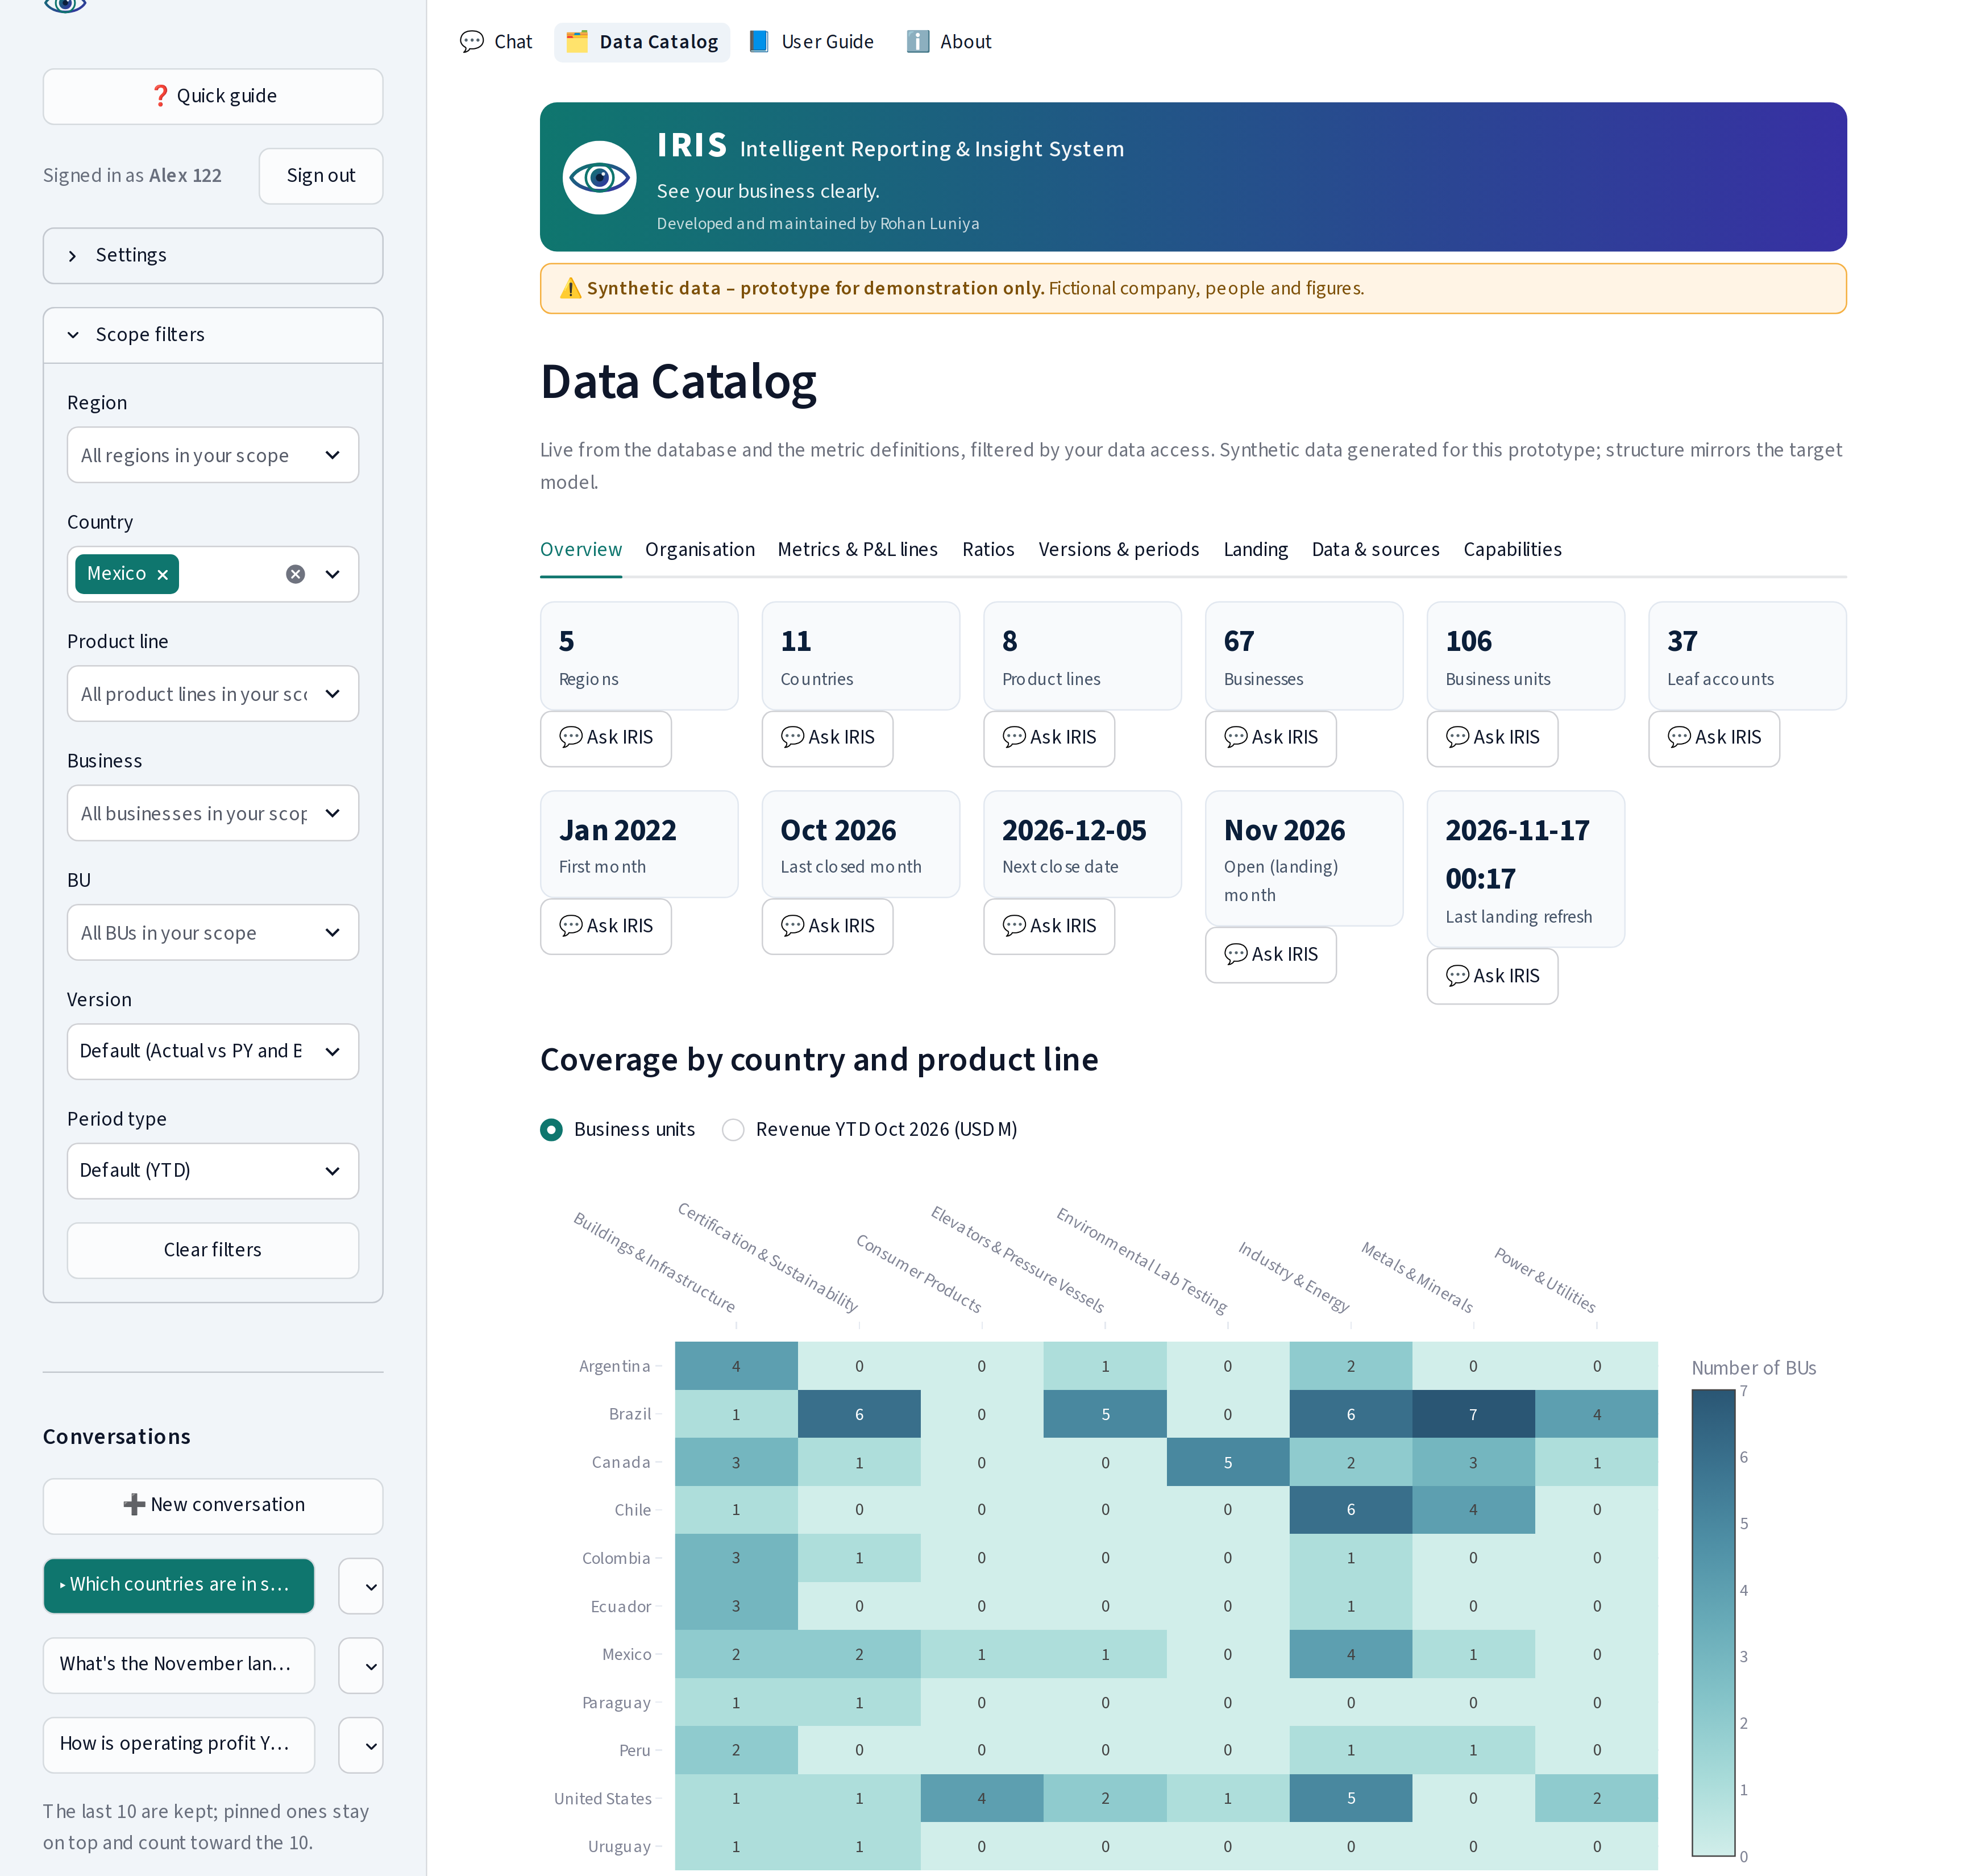 ❓ Quick guide
Signed in as Alex 122
Sign out
Settings
Scope filters
Region
All regions in your scope
Country
Mexico ×
Product line
All product lines in your sco
Business
All businesses in your scop
BU
All BUs in your scope
Version
Default (Actual vs PY and B
Period type
Default (YTD)
Clear filters
Conversations
➕ New conversation
‣ Which countries are in s…
What's the November lan…
How is operating profit Y…
The last 10 are kept; pinned ones stay
on top and count toward the 10.
💬 Chat
🗂️ Data Catalog
📘 User Guide
ℹ️ About
IRIS Intelligent Reporting & Insight System
See your business clearly.
Developed and maintained by Rohan Luniya
⚠️ Synthetic data – prototype for demonstration only. Fictional company, people and figures.
Data Catalog
Live from the database and the metric definitions, filtered by your data access. Synthetic data generated for this prototype; structure mirrors the target
model.
Overview Organisation Metrics & P&L lines Ratios Versions & periods Landing Data & sources Capabilities
5 11 8 67 106 37
Regions Countries Product lines Businesses Business units Leaf accounts
💬 Ask IRIS 💬 Ask IRIS 💬 Ask IRIS 💬 Ask IRIS 💬 Ask IRIS 💬 Ask IRIS
Jan 2022
First month
💬 Ask IRIS
Oct 2026
Last closed month
💬 Ask IRIS
2026-12-05
Next close date
💬 Ask IRIS
Nov 2026
Open (landing)
month
💬 Ask IRIS
2026-11-17
00:17
Last landing refresh
💬 Ask IRIS
Coverage by country and product line
Business units
Revenue YTD Oct 2026 (USD M)
Buildings & Infrastructure
Certification & Sustainability
Consumer Products
Elevators & Pressure Vessels
Environmental Lab Testing
Industry & Energy
Metals & Minerals
Power & Utilities
Argentina 4 0 0 1 0 2 0 0
Brazil 1 6 0 5 0 6 7 4
Canada 3 1 0 0 5 2 3 1
Chile 1 0 0 0 0 6 4 0
Colombia 3 1 0 0 0 1 0 0
Ecuador 3 0 0 0 0 1 0 0
Mexico 2 2 1 1 0 4 1 0
Paraguay 1 1 0 0 0 0 0 0
Peru 2 0 0 0 0 1 1 0
United States 1 1 4 2 1 5 0 2
Uruguay 1 1 0 0 0 0 0 0
Number of BUs
7
6
5
4
3
2
1
0